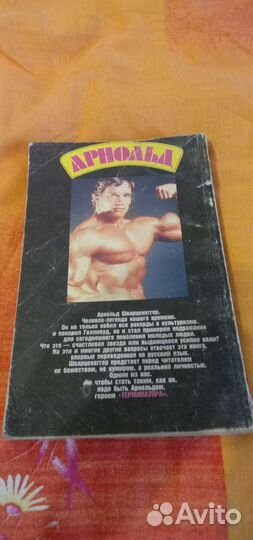 АРНОЛЬД
Арнольд Шварценеггер.
Человек-легенда нашего времени.
Он не только побил все рекорды в культуризме
и покорил Голливуд, но и стал примером подражания
для сегодняшнего поколения молодых людей.
Что это — счастливая звезда или выдающееся усилие воли?
На эти и многие другие вопросы отвечает эта книга,
впервые переведенная на русский язык.
Шварценеггер предстает перед читателем
не божеством, не кумиром, а реальной личностью.
Одним из нас.
Но чтобы стать таким, как он,
надо быть Арнольдом,
героем «ТЕРМИНАТОРА».
Avito